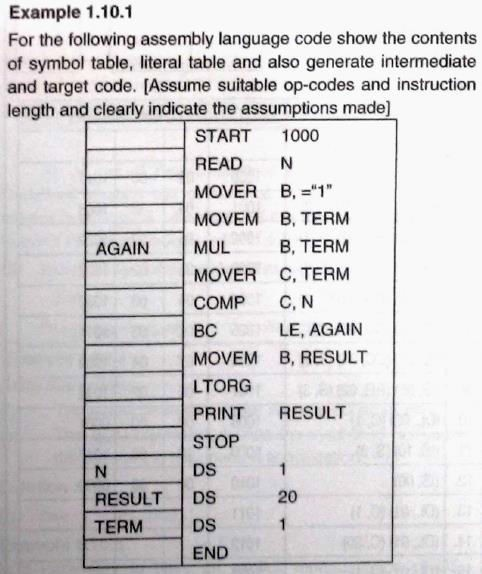 Example 1.10.1
For the following assembly language code show the contents
of symbol table, literal table and also generate intermediate
and target code. [Assume suitable op-codes and instruction
length and clearly indicate the assumptions made]
START 1000
READ N
MOVER B, ="1"
MOVEM B, TERM
AGAIN MUL B, TERM
MOVER C, TERM
COMP C, N
BC LE, AGAIN
MOVEM B, RESULT
LTORG
PRINT RESULT
STOP
N DS 1
RESULT DS 20
TERM DS 1
END